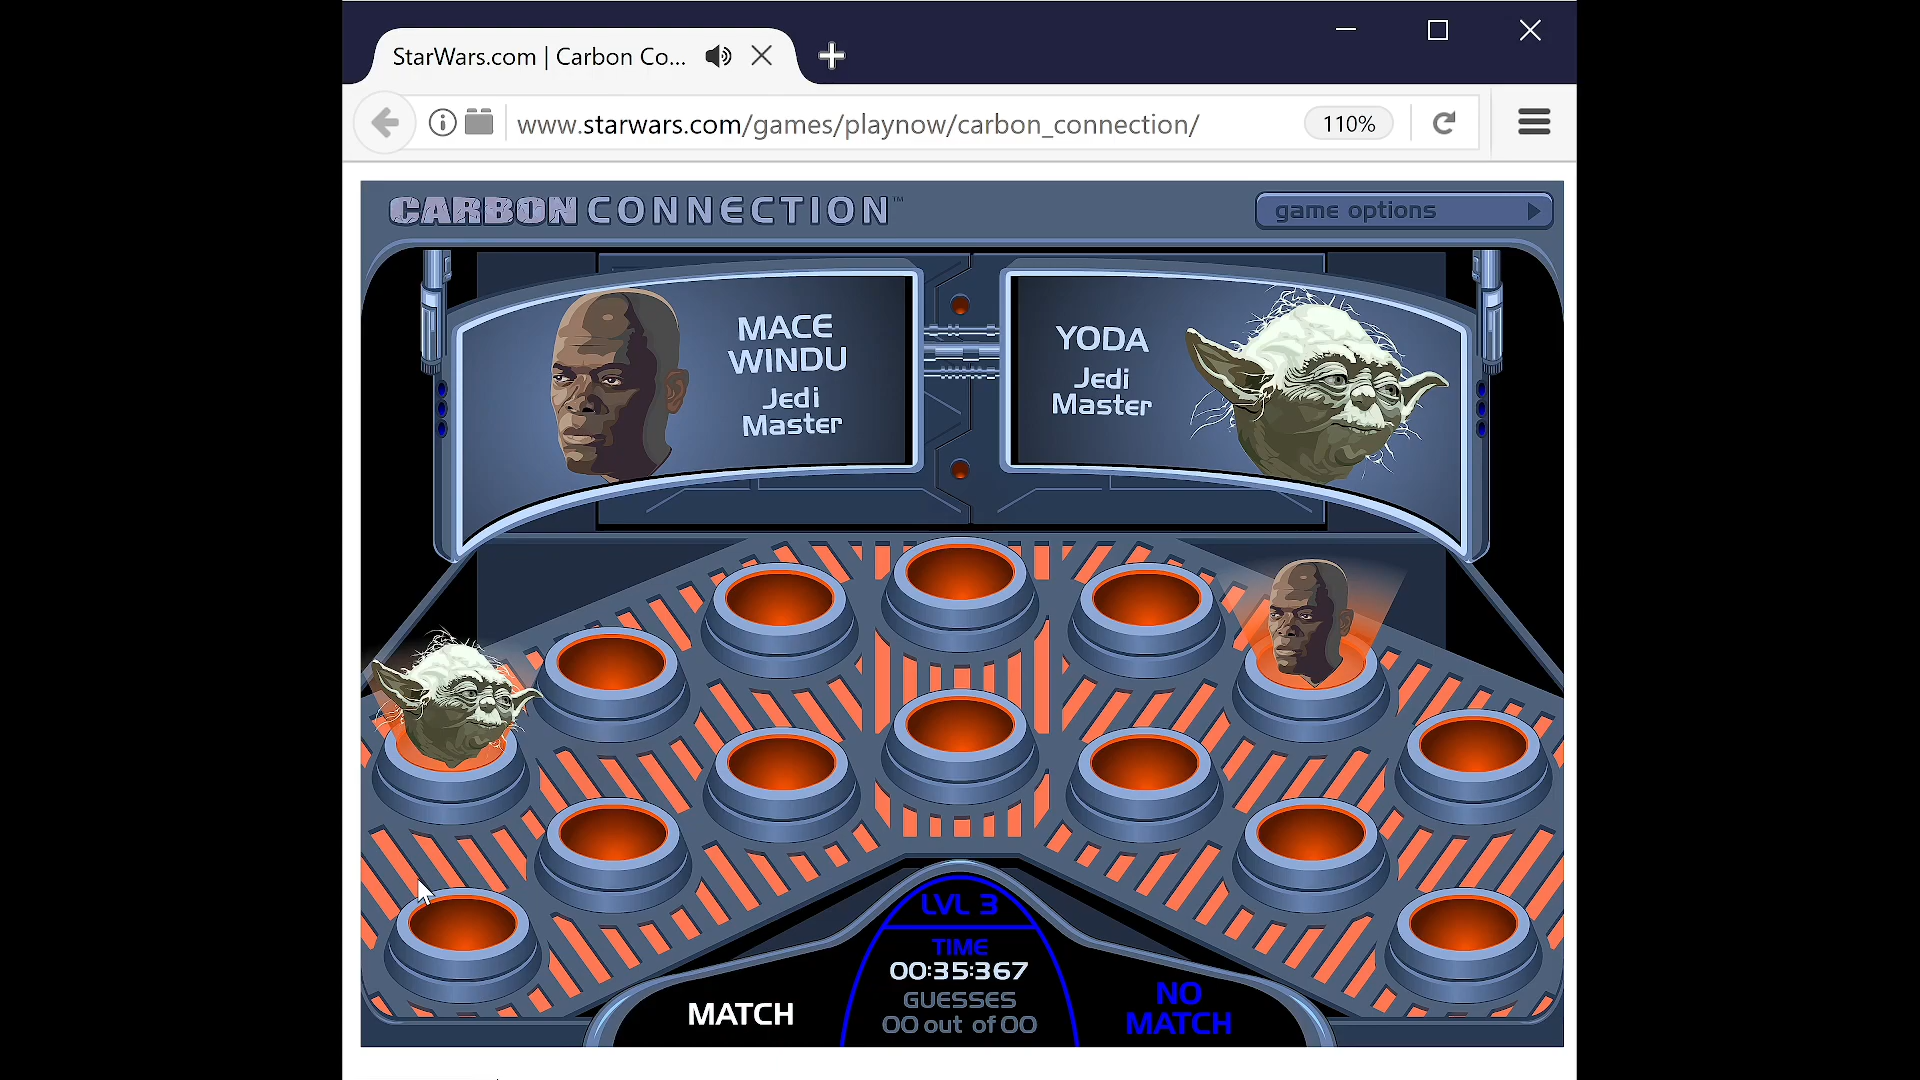 StarWars.com | Carbon Co...
www.starwars.com/games/playnow/carbon_connection/
110%
CARBON CONNECTION™
game options
MACE
WINDU
Jedi
Master
YODA
Jedi
Master
LVL 3
TIME
00:35:367
GUESSES
00 out of 00
MATCH
NO
MATCH